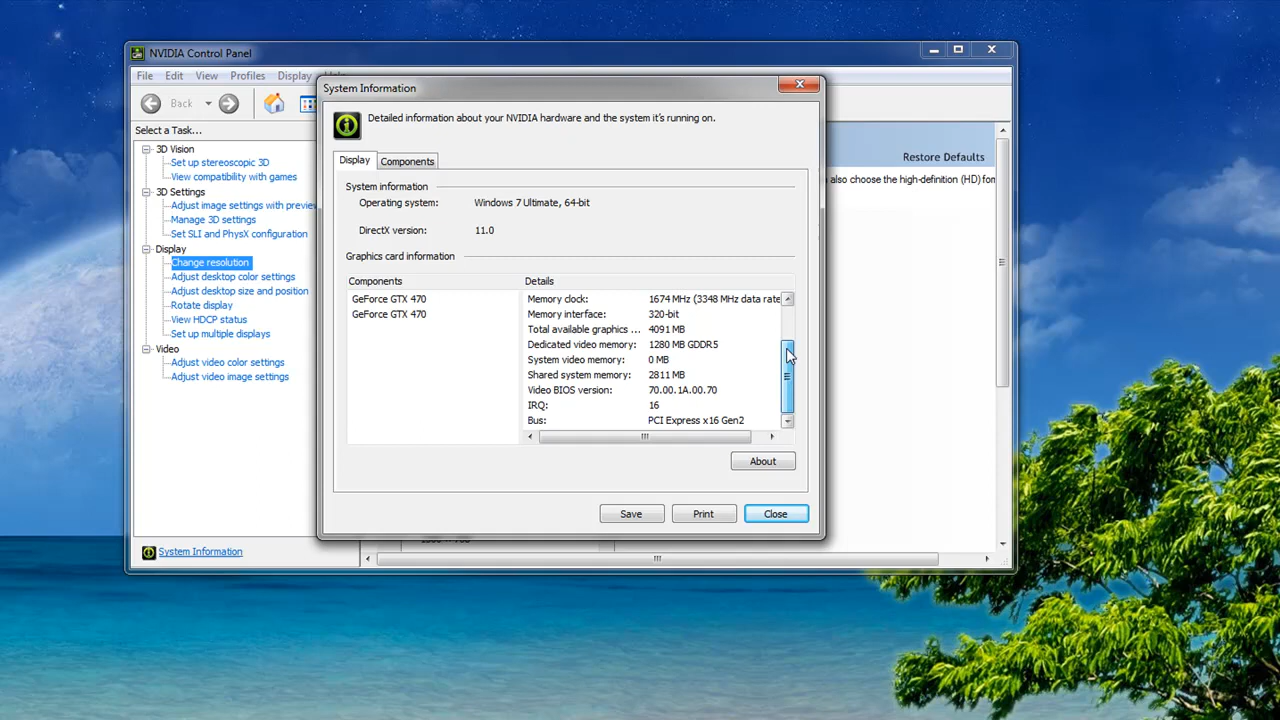 NVIDIA Control Panel
File Edit View Profiles Display
System Information
Back
Detailed information about your NVIDIA hardware and the system it's running on.
Select a Task...
3D Vision
Set up stereoscopic 3D
View compatibility with games
3D Settings
Adjust image settings with preview
Manage 3D settings
Set SLI and PhysX configuration
Display
Change resolution
Adjust desktop color settings
Adjust desktop size and position
Rotate display
View HDCP status
Set up multiple displays
Video
Adjust video color settings
Adjust video image settings
System Information
Display Components
System information
Operating system: Windows 7 Ultimate, 64-bit
DirectX version: 11.0
Graphics card information
Components Details
GeForce GTX 470
GeForce GTX 470
Memory clock: 1674 MHz (3348 MHz data rate
Memory interface: 320-bit
Total available graphics ... 4091 MB
Dedicated video memory: 1280 MB GDDR5
System video memory: 0 MB
Shared system memory: 2811 MB
Video BIOS version: 70.00.1A.00.70
IRQ: 16
Bus: PCI Express x16 Gen2
About
Save Print Close
Restore Defaults
also choose the high-definition (HD)